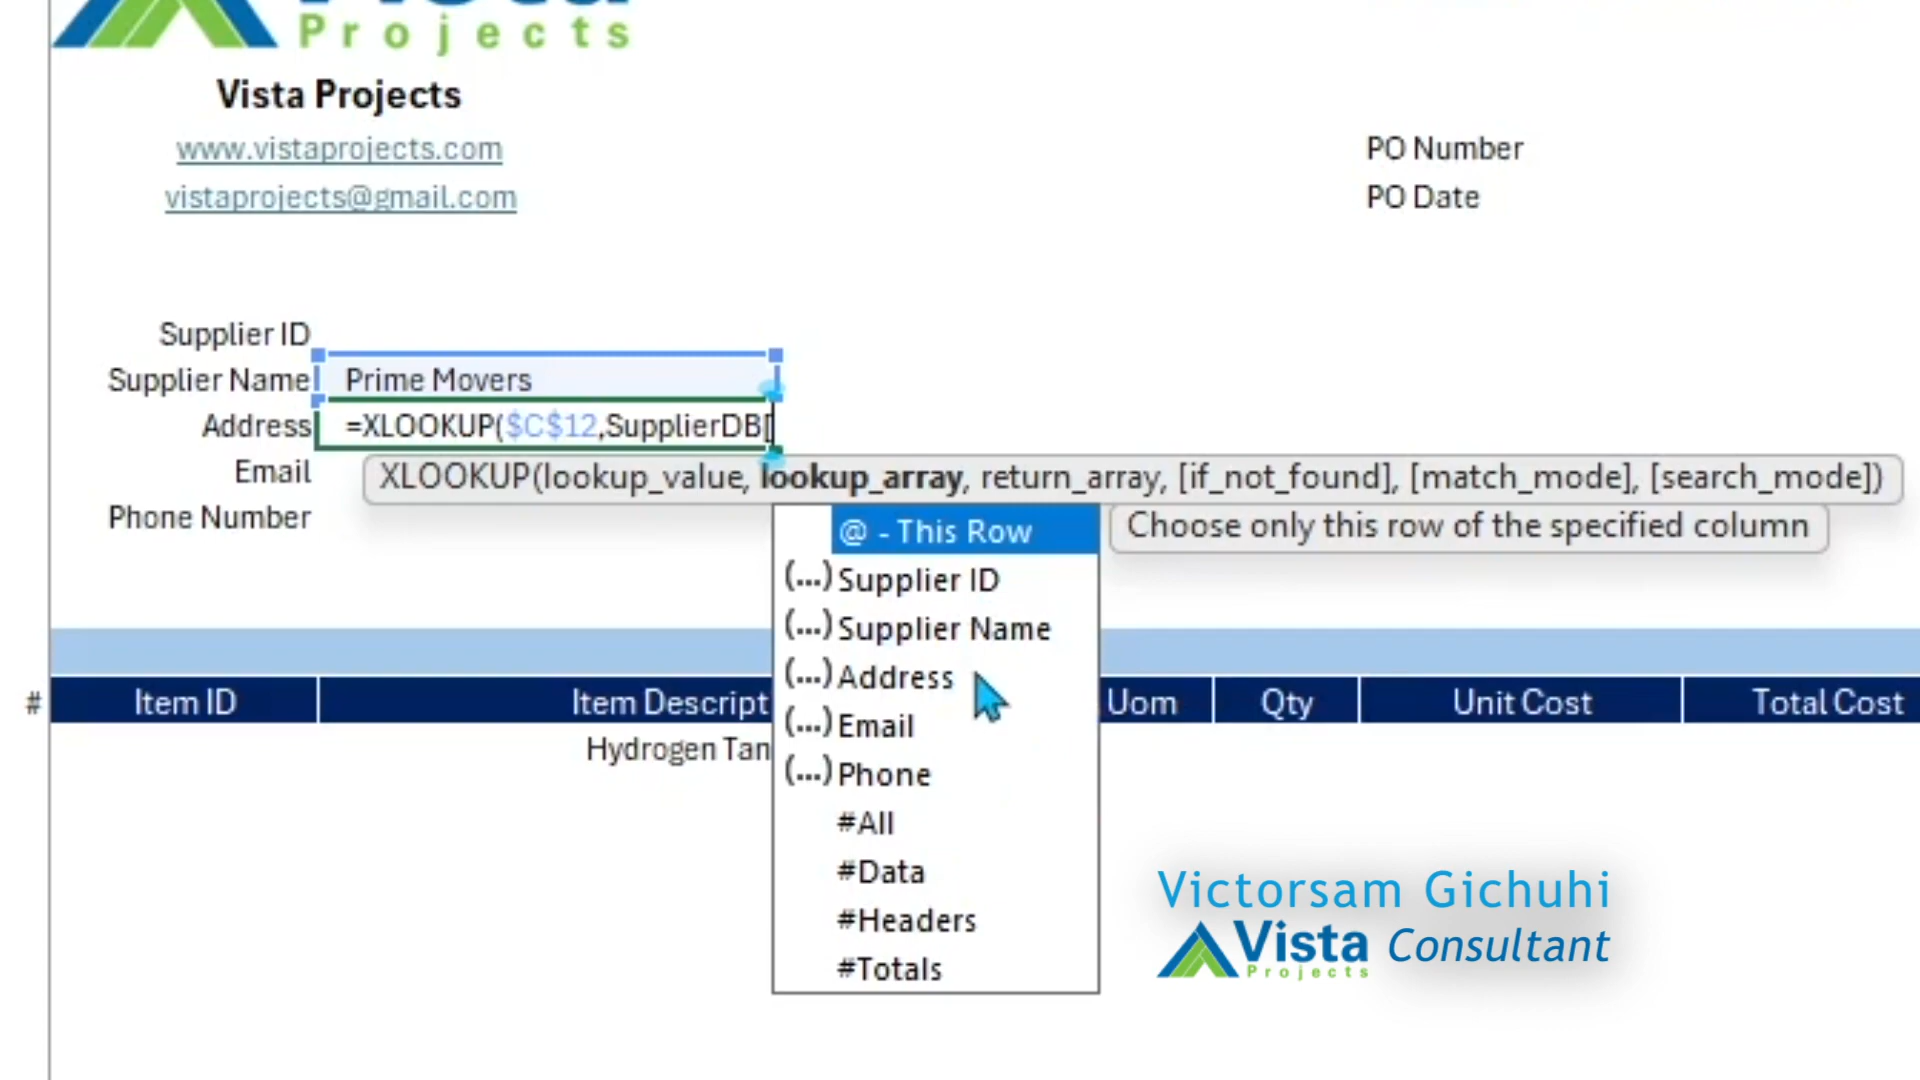 Projects
Vista Projects
www.vistaprojects.com
vistaprojects@gmail.com
PO Number
PO Date
Supplier ID
Supplier Name Prime Movers
Address =XLOOKUP($C$12,SupplierDB[
Email
XLOOKUP(lookup_value, lookup_array, return_array, [if_not_found], [match_mode], [search_mode])
Phone Number
@ - This Row
Choose only this row of the specified column
(...) Supplier ID
(...) Supplier Name
(...) Address
(...) Email
(...) Phone
#All
#Data
#Headers
#Totals
# Item ID Item Descript Uom Qty Unit Cost Total Cost
Hydrogen Tan
Victorsam Gichuhi
Vista Projects Consultant